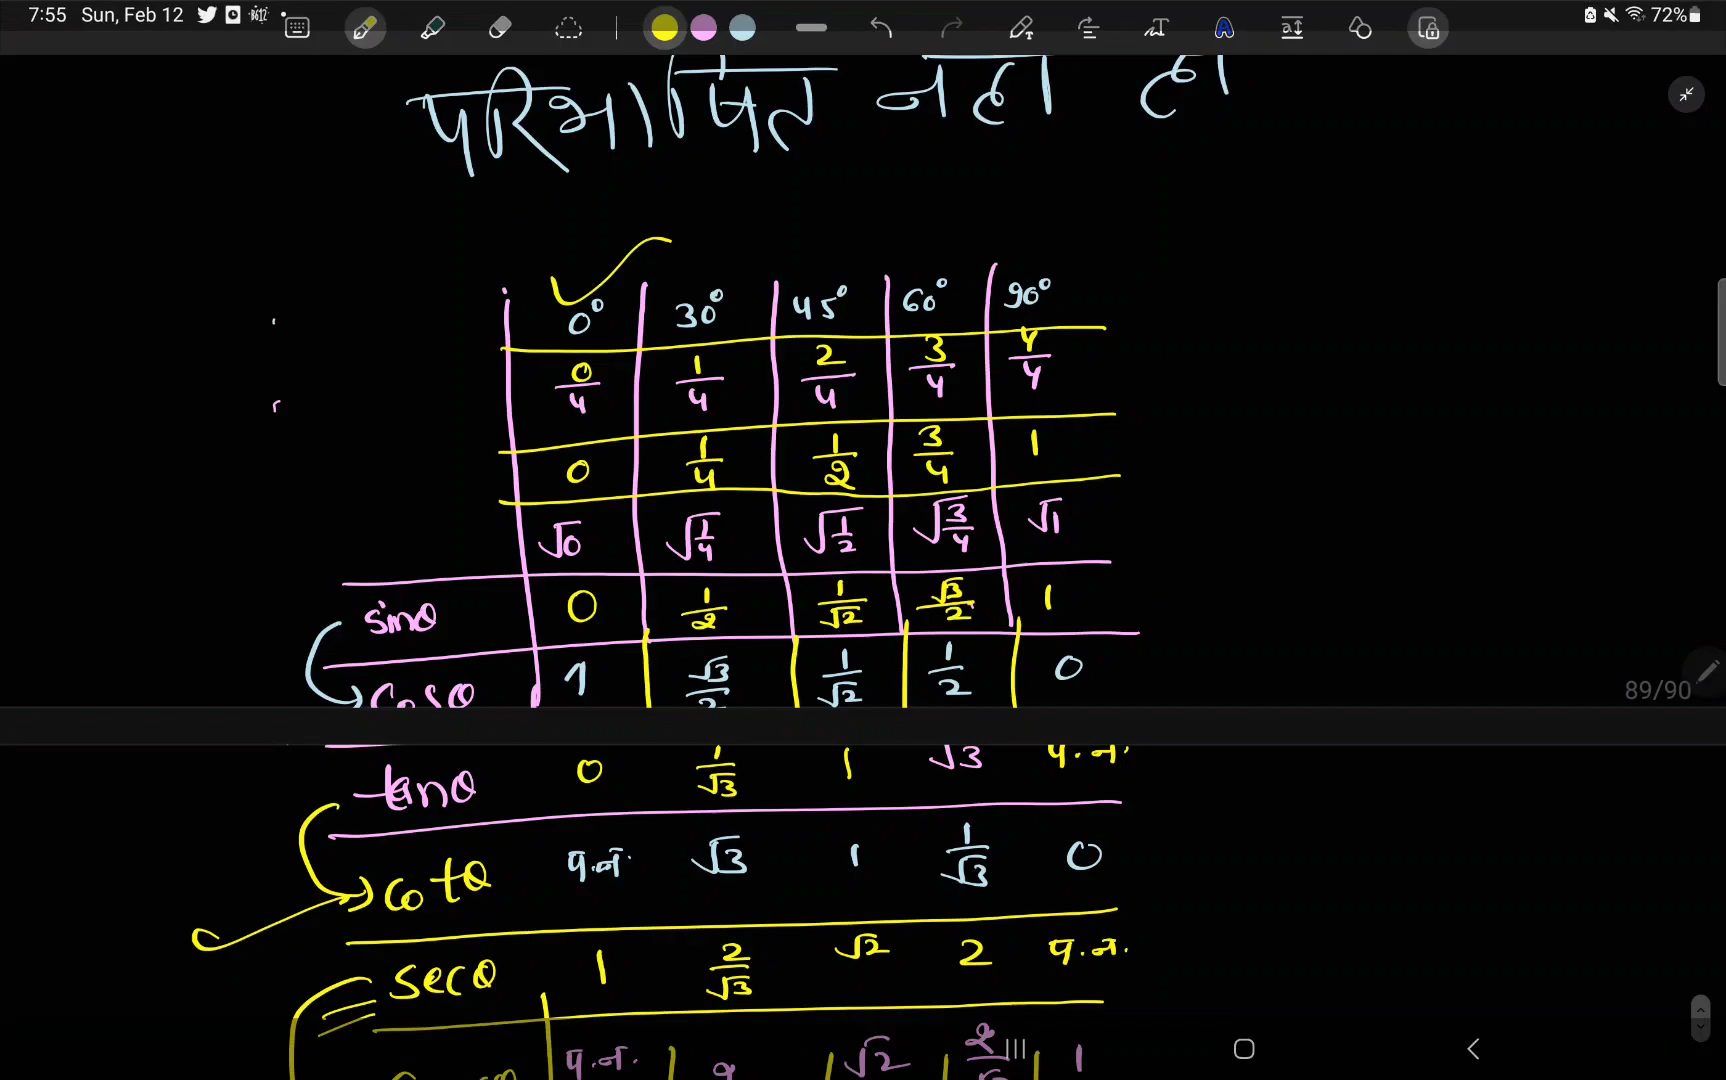 7:55 Sun, Feb 12
72%
परिभाषित नहीं है
0° 30° 45° 60° 90°
0/4 1/4 2/4 3/4 4/4
0 1/4 1/2 3/4 1
√0 √1/4 √1/2 √3/4 √1
sinθ 0 1/2 1/√2 √3/2 1
cosθ 1 √3/2 1/√2 1/2 0
89/90
tanθ 0 1/√3 1 √3 प.न.
cotθ प.न. √3 1 1/√3 0
secθ 1 2/√3 √2 2 प.न.
प.न. 2 √2 1